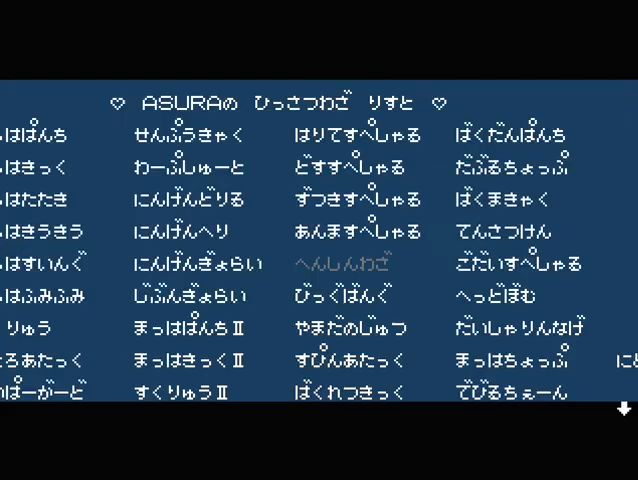 ♡ ASURAの ひっさつわざ りすと ♡
はぱんち せんぷうきゃく はりてすぺしゃる ばくだんぱんち
はきっく わーぷしゅーと どすすぺしゃる だぶるちょっぷ
はたたき にんげんどりる ずつきすぺしゃる ばくまきゃく
はきうきう にんげんへり あんますぺしゃる てんさつけん
はすいんぐ にんげんぎょらい へんしんわざ ごだいすぺしゃる
はふみふみ じぶんぎょらい びっぐばんぐ へっどぼむ
りゅう まっはぱんちⅡ やまだのじゅつ だいしゃりんなげ
ろあたっく まっはきっくⅡ すぴんあたっく まっはちょっぷ に
ぱーがーど すくりゅうⅡ ばくれつきっく でびるちぇーん